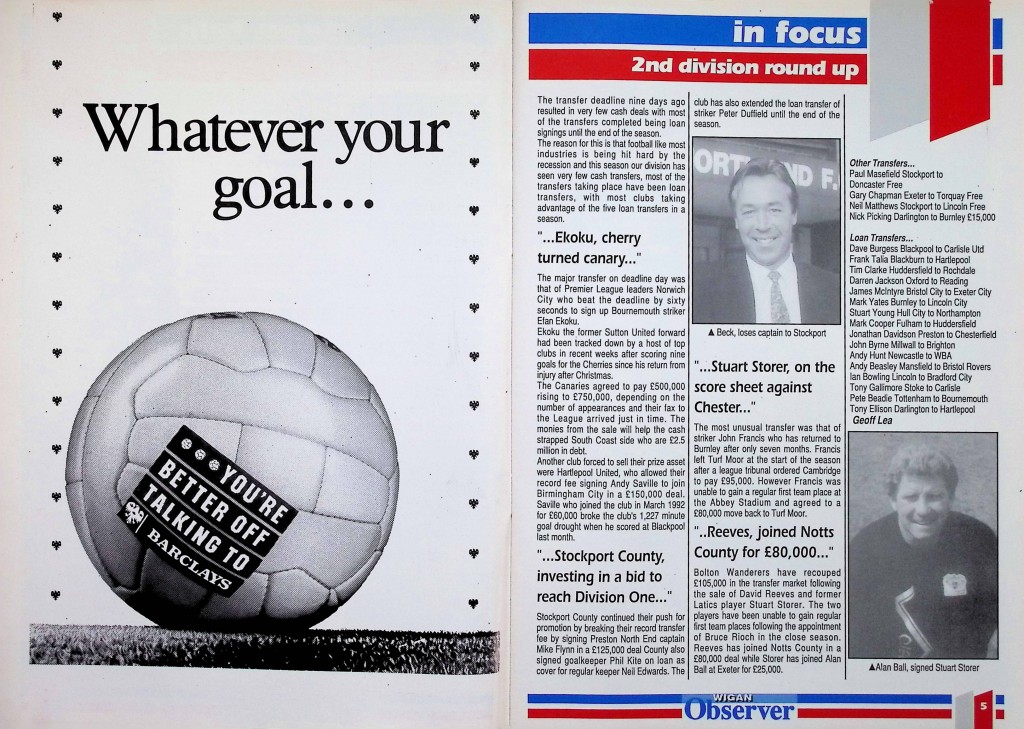 Whatever your
goal...
YOU'RE
BETTER OFF
TALKING TO
BARCLAYS
in focus
2nd division round up
The transfer deadline nine days ago
resulted in very few cash deals with most
of the transfers completed being loan
signings until the end of the season.
The reason for this is that football like most
industries is being hit hard by the
recession and this season our division has
seen very few cash transfers, most of the
transfers taking place have been loan
transfers, with most clubs taking
advantage of the five loan transfers in a
season.
"...Ekoku, cherry
turned canary..."
The major transfer on deadline day was
that of Premier League leaders Norwich
City who beat the deadline by sixty
seconds to sign up Bournemouth striker
Efan Ekoku.
Ekoku the former Sutton United forward
had been tracked down by a host of top
clubs in recent weeks after scoring nine
goals for the Cherries since his return from
injury after Christmas.
The Canaries agreed to pay £500,000
rising to £750,000, depending on the
number of appearances and their fax to
the League arrived just in time. The
monies from the sale will help the cash
strapped South Coast side who are £2.5
million in debt.
Another club forced to sell their prize asset
were Hartlepool United, who allowed their
record fee signing Andy Saville to join
Birmingham City in a £150,000 deal.
Saville who joined the club in March 1992
for £60,000 broke the club's 1,227 minute
goal drought when he scored at Blackpool
last month.
"...Stockport County,
investing in a bid to
reach Division One..."
Stockport County continued their push for
promotion by breaking their record transfer
fee by signing Preston North End captain
Mike Flynn in a £125,000 deal County also
signed goalkeeper Phil Kite on loan as
cover for regular keeper Neil Edwards. The
club has also extended the loan transfer of
striker Peter Duffield until the end of the
season.
ORT ND F.
▲ Beck, loses captain to Stockport
"...Stuart Storer, on the
score sheet against
Chester..."
The most unusual transfer was that of
striker John Francis who has returned to
Burnley after only seven months. Francis
left Turf Moor at the start of the season
after a league tribunal ordered Cambridge
to pay £95,000. However Francis was
unable to gain a regular first team place at
the Abbey Stadium and agreed to a
£80,000 move back to Turf Moor.
"..Reeves, joined Notts
County for £80,000..."
Bolton Wanderers have recouped
£105,000 in the transfer market following
the sale of David Reeves and former
Latics player Stuart Storer. The two
players have been unable to gain regular
first team places following the appointment
of Bruce Rioch in the close season.
Reeves has joined Notts County in a
£80,000 deal while Storer has joined Alan
Ball at Exeter for £25,000.
Other Transfers...
Paul Masefield Stockport to
Doncaster Free
Gary Chapman Exeter to Torquay Free
Neil Matthews Stockport to Lincoln Free
Nick Picking Darlington to Burnley £15,000
Loan Transfers...
Dave Burgess Blackpool to Carlisle Utd
Frank Talia Blackburn to Hartlepool
Tim Clarke Huddersfield to Rochdale
Darren Jackson Oxford to Reading
James McIntyre Bristol City to Exeter City
Mark Yates Burnley to Lincoln City
Stuart Young Hull City to Northampton
Mark Cooper Fulham to Huddersfield
Jonathan Davidson Preston to Chesterfield
John Byrne Millwall to Brighton
Andy Hunt Newcastle to WBA
Andy Beasley Mansfield to Bristol Rovers
Ian Bowling Lincoln to Bradford City
Tony Gallimore Stoke to Carlisle
Pete Beadie Tottenham to Bournemouth
Tony Ellison Darlington to Hartlepool
Geoff Lea
▲Alan Ball, signed Stuart Storer
WIGAN
Observer
5